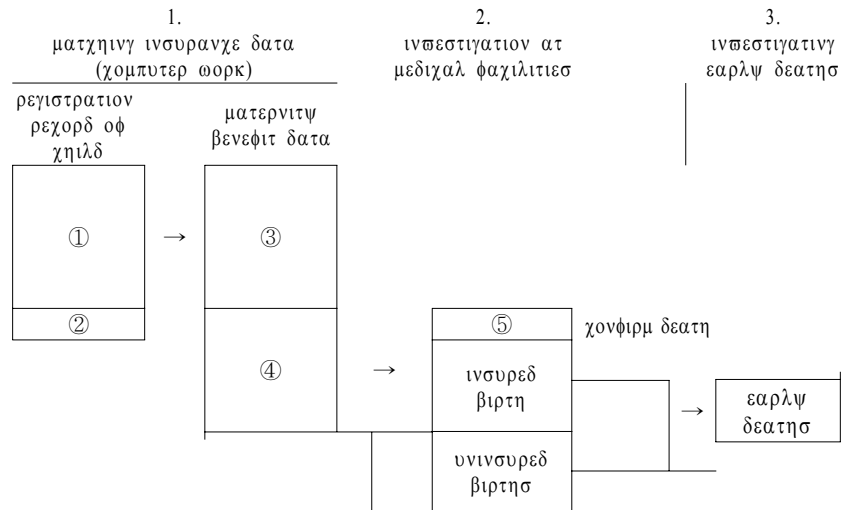 1.
ματχηινγ ινσυρανχε δατα
(χομπυτερ ωορκ)
2.
ινϖεστιγατιον ατ
μεδιχαλ φαχιλιτιεσ
3.
ινϖεστιγατινγ
εαρλψ δεατησ
ρεγιστρατιον
ρεχορδ οφ
χηιλδ
ματερνιτψ
βενεφιτ δατα
① → ③
②
④ →
⑤
χονφιρμ δεατη
ινσυρεδ
βιρτη
→
εαρλψ
δεατησ
υνινσυρεδ
βιρτησ